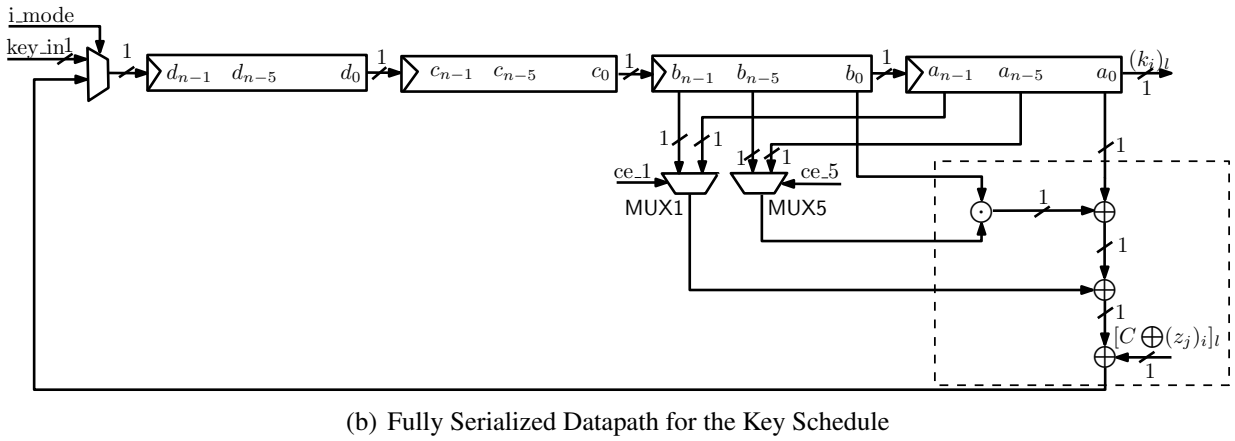 i_mode
key_in 1
1
d_{n−1} d_{n−5} d_0
1
c_{n−1} c_{n−5} c_0
1
b_{n−1} b_{n−5} b_0
1
a_{n−1} a_{n−5} a_0
(k_i)_l
1
1 1 1 1 1
ce_1 ce_5
MUX1 MUX5
1
1
1
[C ⊕(z_j)_i]_l
1
(b) Fully Serialized Datapath for the Key Schedule